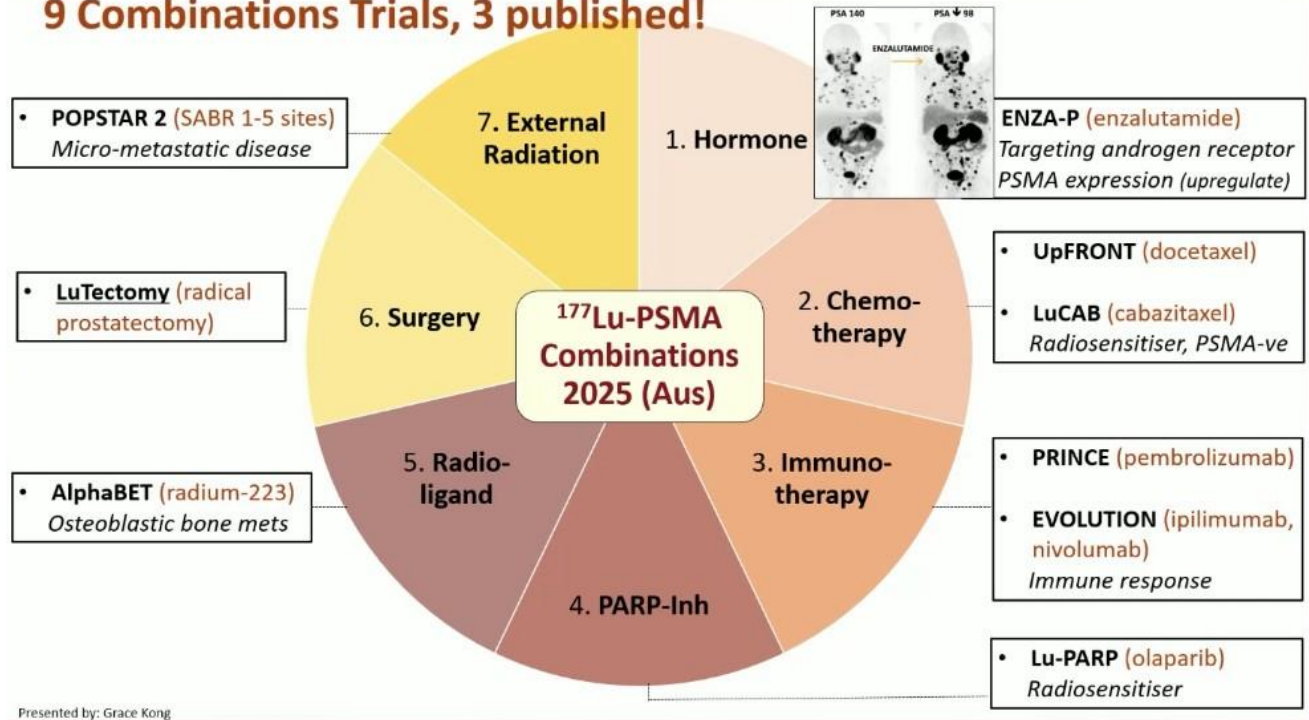 9 Combinations Trials, 3 published!
PSA 140
PSA ↓ 98
ENZALUTAMIDE
1. Hormone
ENZA-P (enzalutamide)
Targeting androgen receptor
PSMA expression (upregulate)
2. Chemo-
therapy
• UpFRONT (docetaxel)
• LuCAB (cabazitaxel)
Radiosensitiser, PSMA-ve
3. Immuno-
therapy
• PRINCE (pembrolizumab)
• EVOLUTION (ipilimumab,
nivolumab)
Immune response
4. PARP-Inh
• Lu-PARP (olaparib)
Radiosensitiser
5. Radio-
ligand
• AlphaBET (radium-223)
Osteoblastic bone mets
6. Surgery
• LuTectomy (radical
prostatectomy)
7. External
Radiation
• POPSTAR 2 (SABR 1-5 sites)
Micro-metastatic disease
¹⁷⁷Lu-PSMA
Combinations
2025 (Aus)
Presented by: Grace Kong